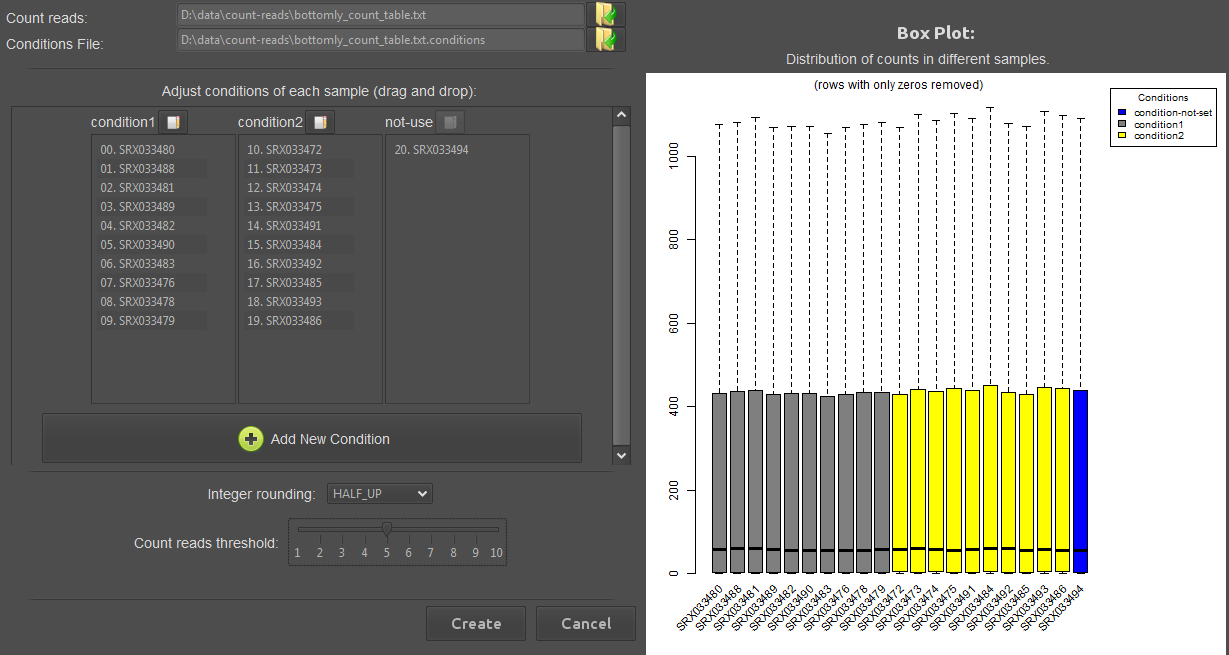 Count reads:
D:\data\count-reads\bottomly_count_table.txt
Conditions File:
D:\data\count-reads\bottomly_count_table.txt.conditions
Adjust conditions of each sample (drag and drop):
condition1
condition2
not-use
00. SRX033480
01. SRX033488
02. SRX033481
03. SRX033489
04. SRX033482
05. SRX033490
06. SRX033483
07. SRX033476
08. SRX033478
09. SRX033479
10. SRX033472
11. SRX033473
12. SRX033474
13. SRX033475
14. SRX033491
15. SRX033484
16. SRX033492
17. SRX033485
18. SRX033493
19. SRX033486
20. SRX033494
Add New Condition
Integer rounding:
HALF_UP
Count reads threshold:
1 2 3 4 5 6 7 8 9 10
Create
Cancel
Box Plot:
Distribution of counts in different samples.
(rows with only zeros removed)
Conditions
condition-not-set
condition1
condition2
1000
800
600
400
200
0
SRX033480
SRX033488
SRX033481
SRX033489
SRX033482
SRX033490
SRX033483
SRX033476
SRX033478
SRX033479
SRX033472
SRX033473
SRX033474
SRX033475
SRX033491
SRX033484
SRX033492
SRX033485
SRX033493
SRX033486
SRX033494